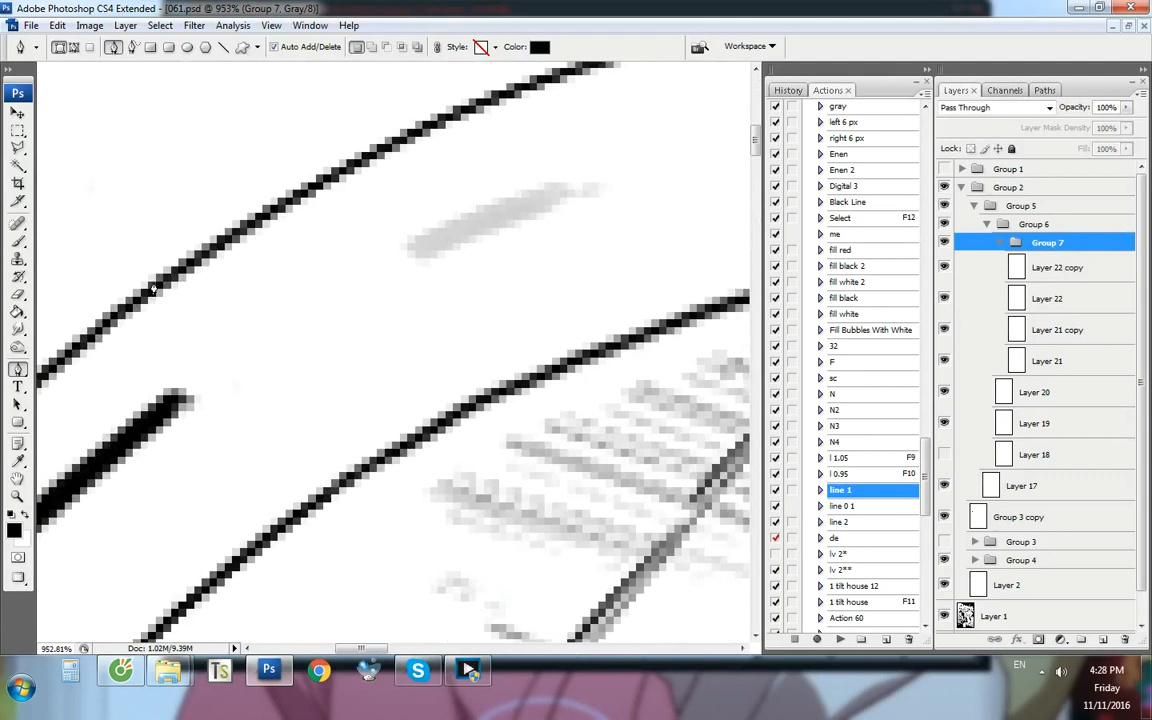 Ps Adobe Photoshop CS4 Extended - [061.psd @ 953% (Group 7, Gray/8)]
File Edit Image Layer Select Filter Analysis View Window Help
Auto Add/Delete Style: Color: Workspace
History Actions × Layers × Channels Paths
Ps
Pass Through Opacity: 100%
Layer Mask Density: 100%
Lock: Fill: 100%
gray
left 6 px
right 6 px
Enen
Enen 2
Digital 3
Black Line
Select F12
me
fill red
fill black 2
fill white 2
fill black
fill white
Fill Bubbles With White
32
F
sc
N
N2
N3
N4
l 1.05 F9
l 0.95 F10
line 1
line 0 1
line 2
de
lv 2*
lv 2**
1 tilt house 12
1 tilt house F11
Action 60
Group 1
Group 2
Group 5
Group 6
Group 7
Layer 22 copy
Layer 22
Layer 21 copy
Layer 21
Layer 20
Layer 19
Layer 18
Layer 17
Group 3 copy
Group 3
Group 4
Layer 2
Layer 1
T
952.81% Doc: 1.02M/9.39M
TS Ps S
EN
4:28 PM
Friday
11/11/2016